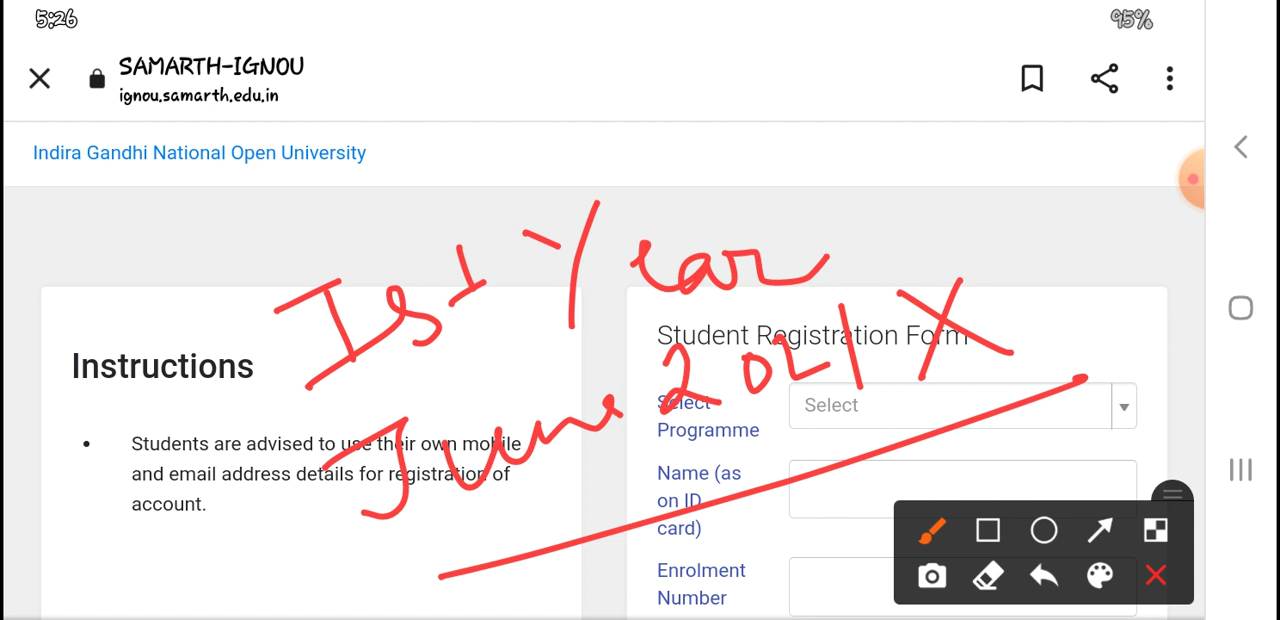 5:26
95%
SAMARTH-IGNOU
ignou.samarth.edu.in
Indira Gandhi National Open University
Ist Year
June 2021 X
Instructions
• Students are advised to use their own mobile
and email address details for registration of
account.
Student Registration Form
Select
Programme
Select
Name (as
on ID
card)
Enrolment
Number